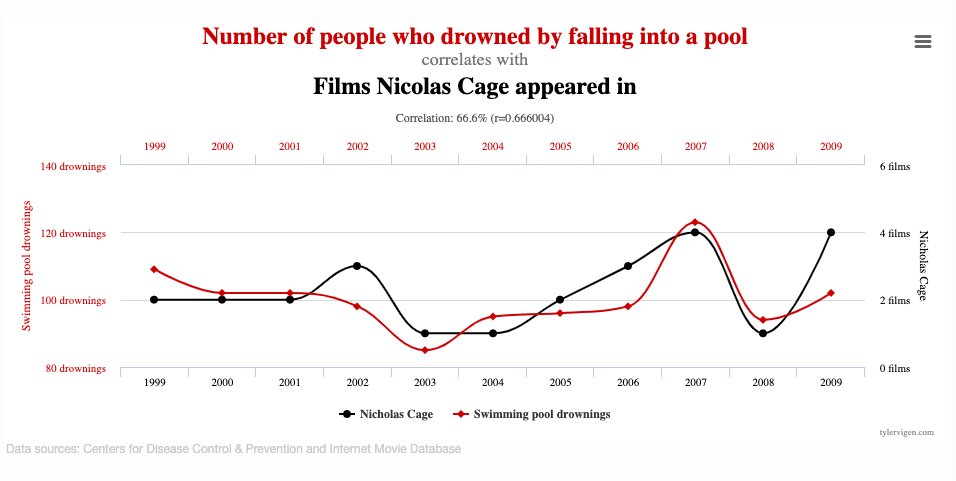 Number of people who drowned by falling into a pool
correlates with
Films Nicolas Cage appeared in
Correlation: 66.6% (r=0.666004)
1999 2000 2001 2002 2003 2004 2005 2006 2007 2008 2009
140 drownings 6 films
120 drownings 4 films
Swimming pool drownings
Nicholas Cage
100 drownings 2 films
80 drownings 0 films
1999 2000 2001 2002 2003 2004 2005 2006 2007 2008 2009
Nicholas Cage Swimming pool drownings
tylervigen.com
Data sources: Centers for Disease Control & Prevention and Internet Movie Database